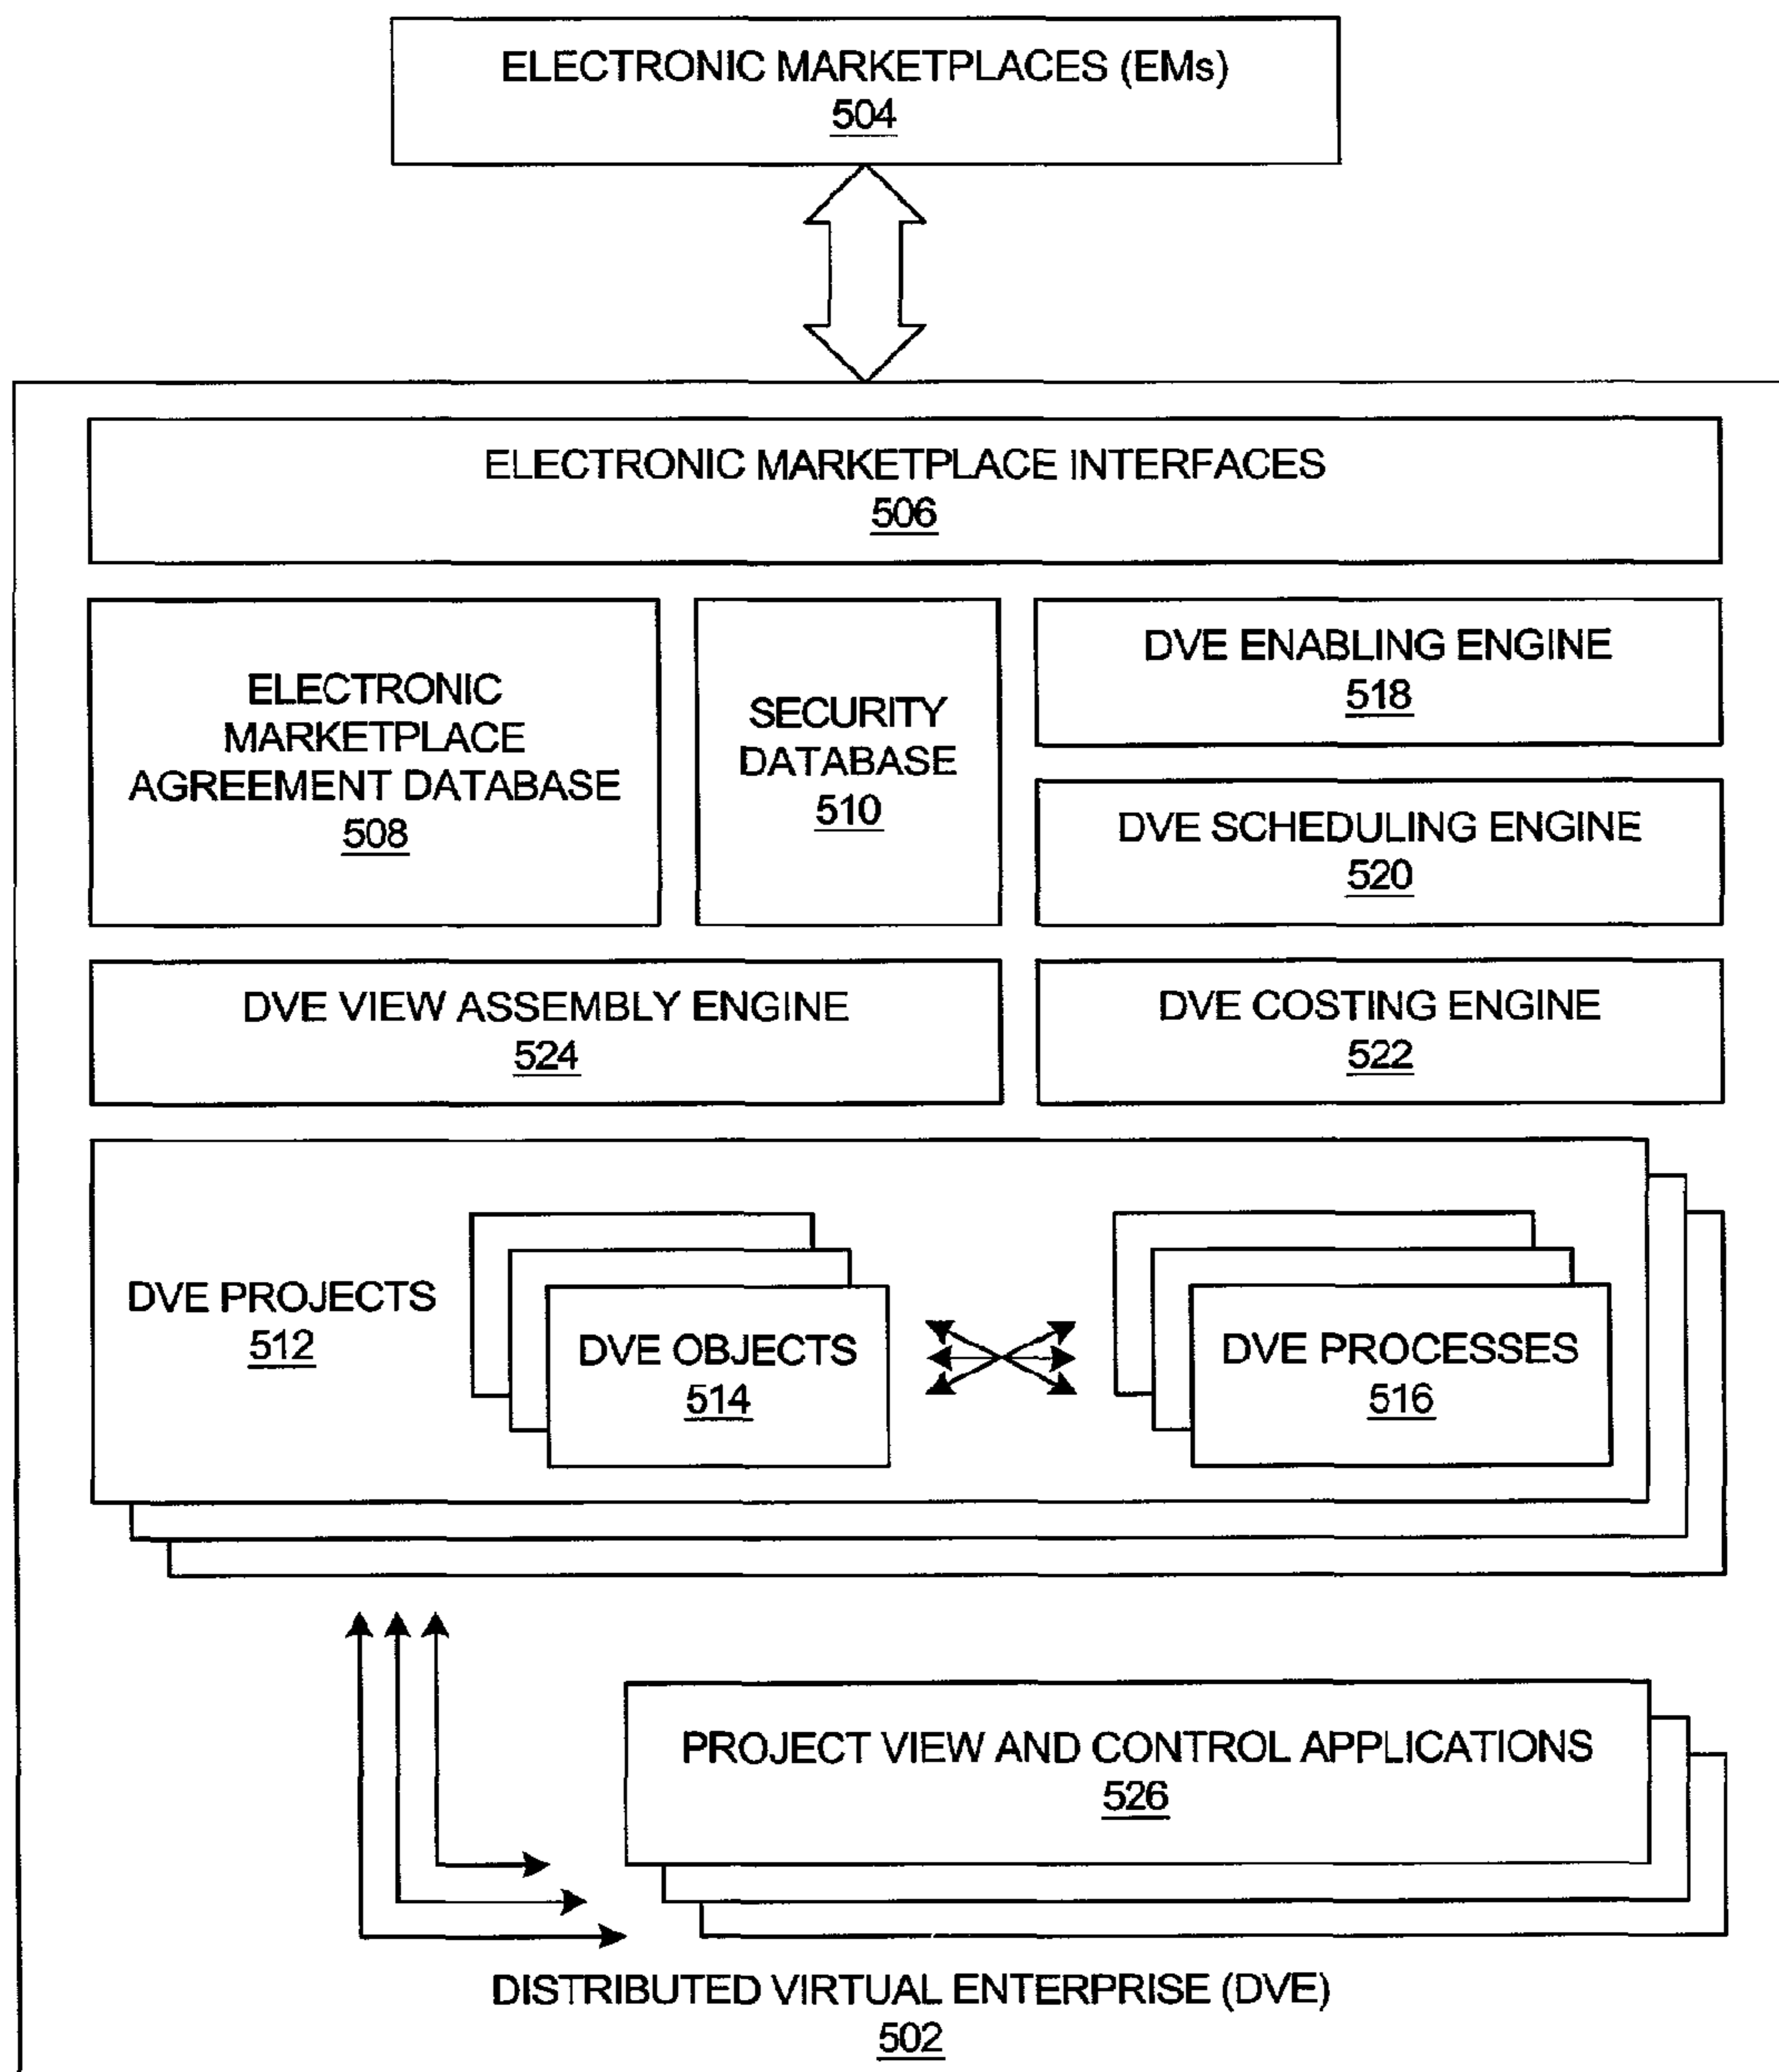 ELECTRONIC MARKETPLACES (EMs)
504
ELECTRONIC MARKETPLACE INTERFACES
506
ELECTRONIC
MARKETPLACE
AGREEMENT DATABASE
508
SECURITY
DATABASE
510
DVE ENABLING ENGINE
518
DVE SCHEDULING ENGINE
520
DVE VIEW ASSEMBLY ENGINE
524
DVE COSTING ENGINE
522
DVE PROJECTS
512
DVE OBJECTS
514
DVE PROCESSES
516
PROJECT VIEW AND CONTROL APPLICATIONS
526
DISTRIBUTED VIRTUAL ENTERPRISE (DVE)
502